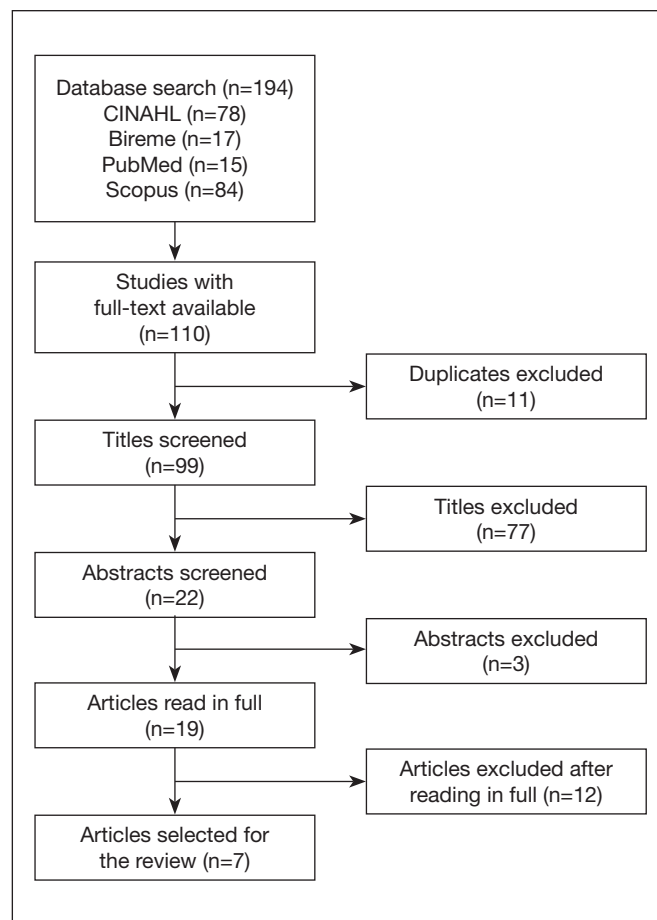 Database search (n=194)
CINAHL (n=78)
Bireme (n=17)
PubMed (n=15)
Scopus (n=84)
Studies with
full-text available
(n=110)
Duplicates excluded
(n=11)
Titles screened
(n=99)
Titles excluded
(n=77)
Abstracts screened
(n=22)
Abstracts excluded
(n=3)
Articles read in full
(n=19)
Articles excluded after
reading in full (n=12)
Articles selected for
the review (n=7)